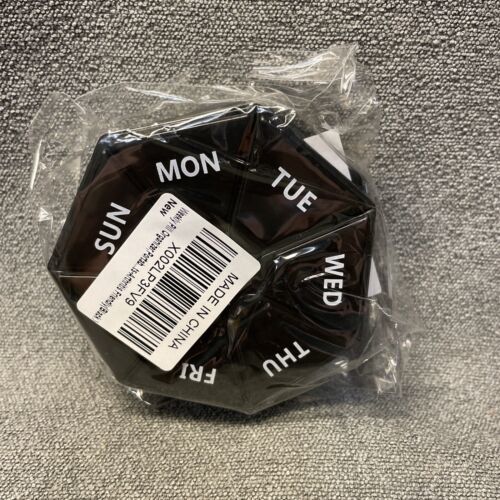 SUN
MON
TUE
WED
THU
FRI
New
X002LP3FV9
MADE IN CHINA